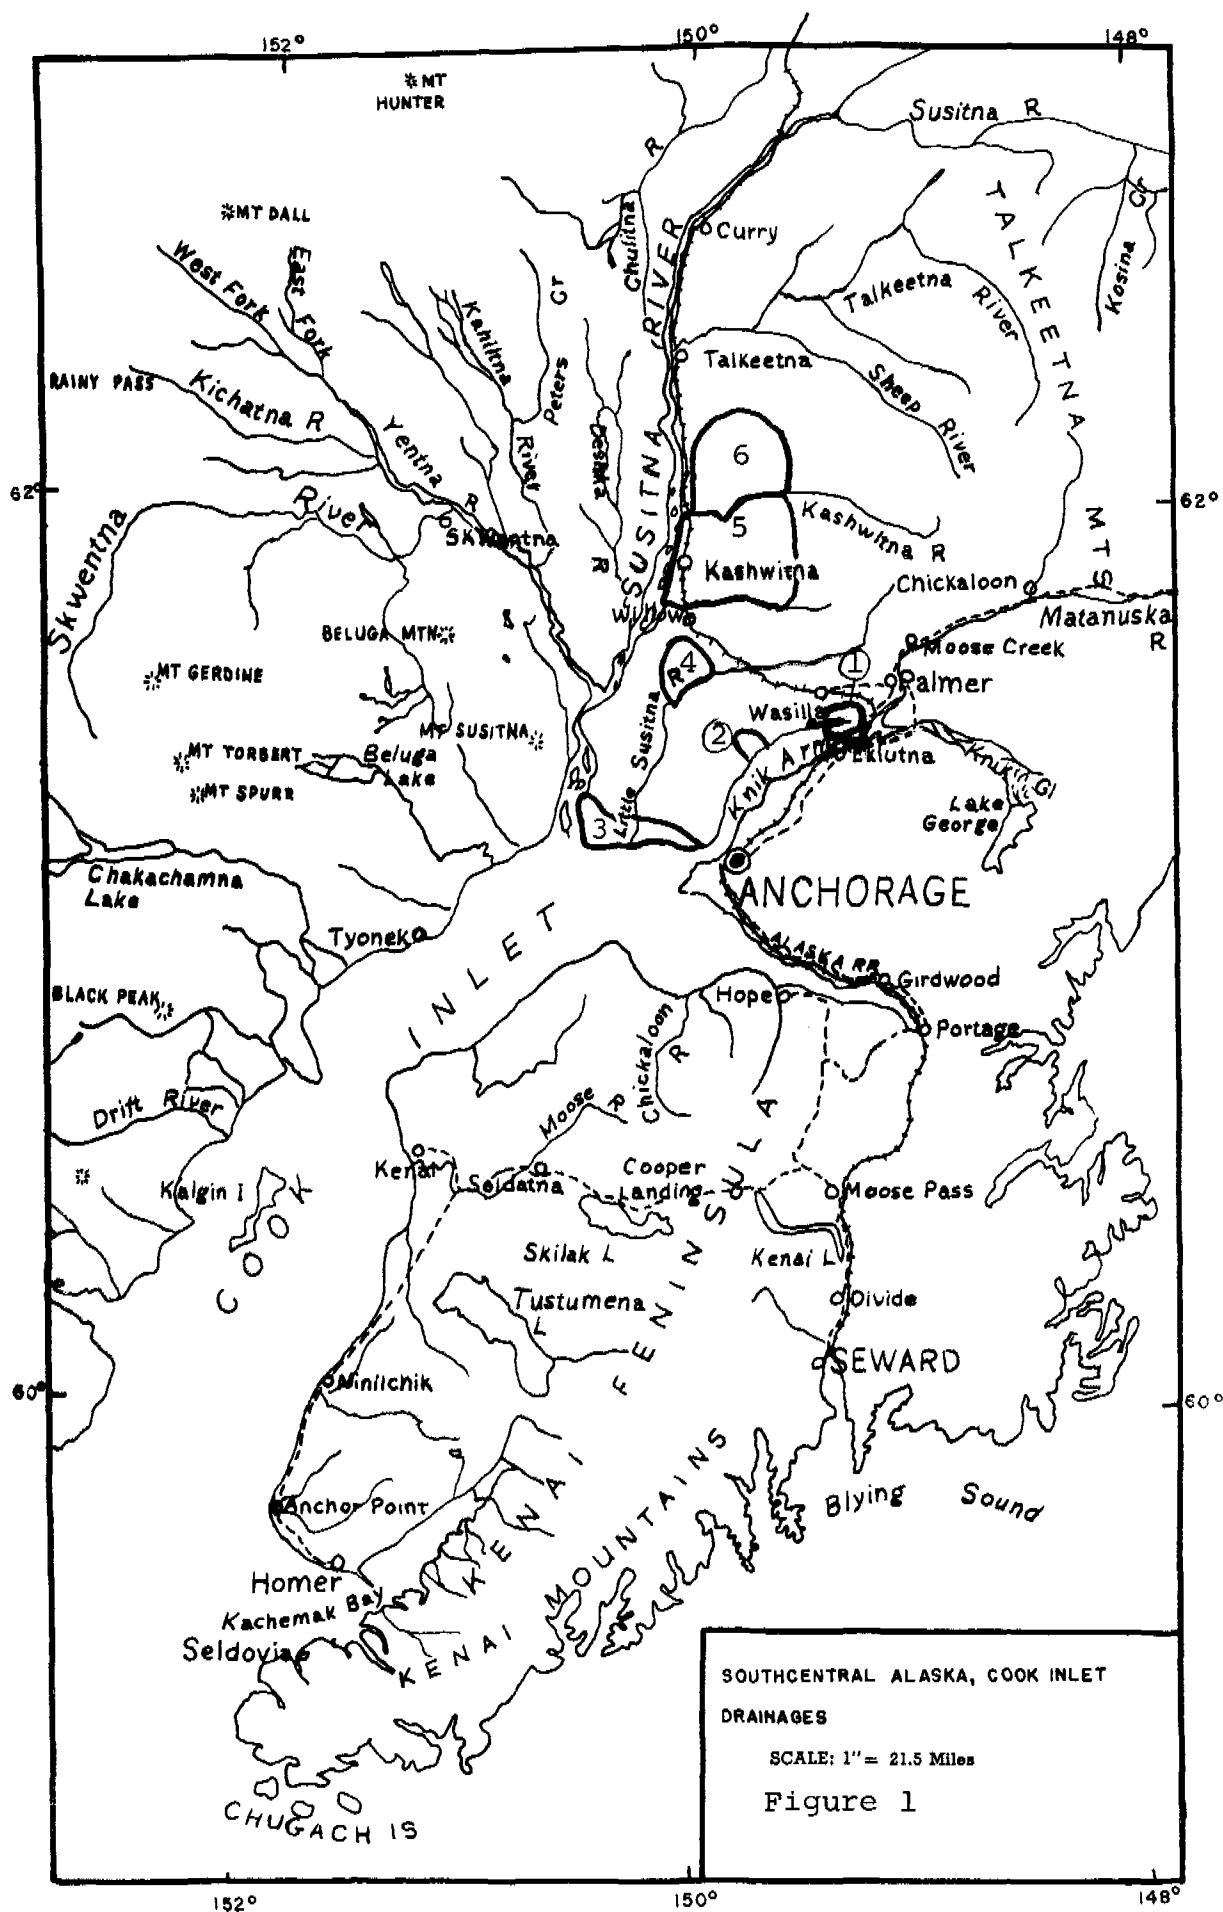 152°
150°
148°
MT
HUNTER
Susitna R
R
MT DALL
Chulitna
Curry
TALKEETNA
MTS
Kosina
West Fork
East Fork
SUSITNA RIVER
Talkeetna
River
Kahiltna
River
Peters Cr
Talkeetna
RAINY PASS
Kichatna R
Yentna
R
Deshka
R
Sheep
River
6
62°
62°
Skwentna
River
Skwentna
SUSITNA
5
Kashwitna R
Kashwitna
Chickaloon
Willow
Matanuska
R
BELUGA MTN
Moose Creek
MT GERDINE
4
R
1
Palmer
Wasilla
MT SUSITNA
2
Susitna
Little
MT TORBERT
Beluga
Lake
Knik Arm
Eklutna
Knik Gl
MT SPURR
Lake
George
3
Chakachamna
Lake
ANCHORAGE
Tyonek
INLET
ALASKA RR
Girdwood
BLACK PEAK
Hope
Portage
Chickaloon
R
Drift River
Moose R
Kenai
Soldatna
Cooper
Landing
Moose Pass
Kalgin I
COOK
Skilak L
Kenai L
Tustumena
L
Divide
SEWARD
60°
60°
Ninilchik
KENAI FENINSULA
Anchor Point
Blying Sound
Homer
Kachemak Bay
Seldovia
KENAI MOUNTAINS
SOUTHCENTRAL ALASKA, COOK INLET
DRAINAGES
SCALE: 1" = 21.5 Miles
Figure 1
CHUGACH IS
152°
150°
148°